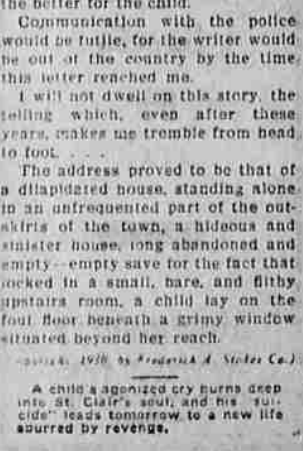 the better for the child.
Communication with the police
would be futile, for the writer would
be out of the country by the time
this letter reached me.
I will not dwell on this story, the
telling which, even after these
years, makes me tremble from head
to foot. . . .
The address proved to be that of
a dilapidated house, standing alone
in an unfrequented part of the out-
skirts of the town, a hideous and
sinister house, long abandoned and
empty--empty save for the fact that
locked in a small, bare, and filthy
upstairs room, a child lay on the
foul floor beneath a grimy window
situated beyond her reach.
1938 by Frederick A Stokes Co.)
A child's agonized cry burns deep
into St. Clair's soul, and his "sui-
cide" leads tomorrow to a new life
spurred by revenge.